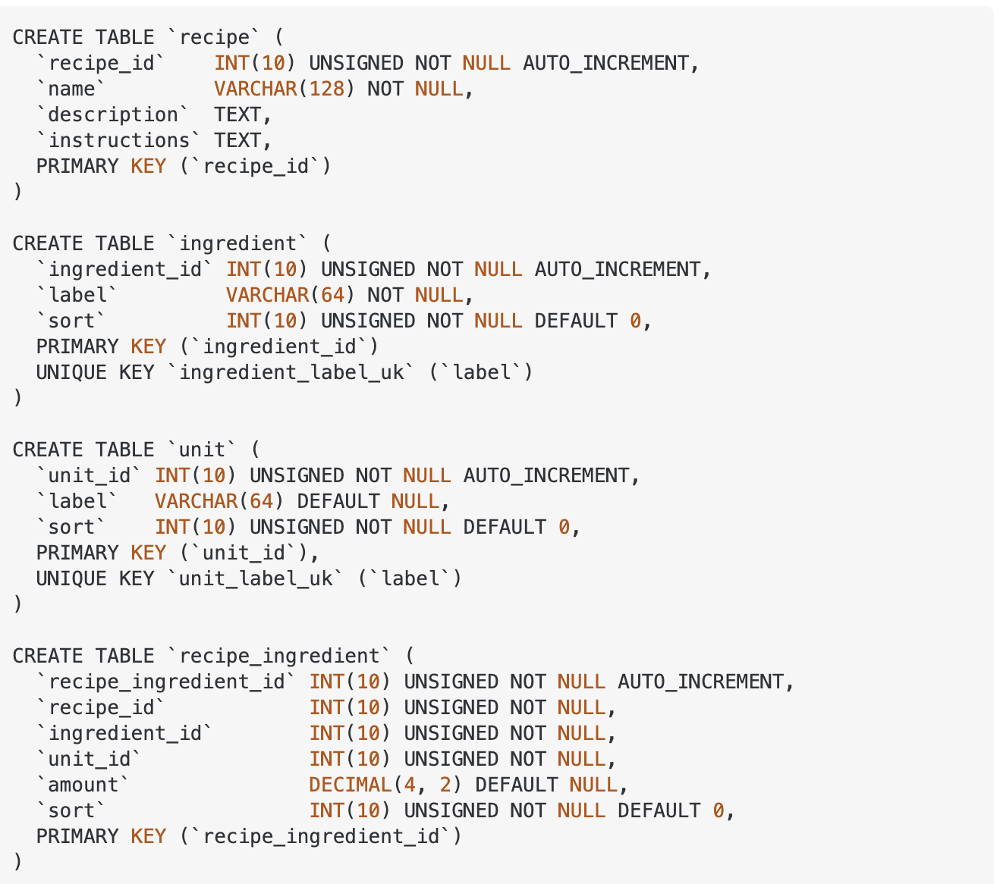 CREATE TABLE `recipe` (
  `recipe_id`    INT(10) UNSIGNED NOT NULL AUTO_INCREMENT,
  `name`         VARCHAR(128) NOT NULL,
  `description`  TEXT,
  `instructions` TEXT,
  PRIMARY KEY (`recipe_id`)
)

CREATE TABLE `ingredient` (
  `ingredient_id` INT(10) UNSIGNED NOT NULL AUTO_INCREMENT,
  `label`         VARCHAR(64) NOT NULL,
  `sort`          INT(10) UNSIGNED NOT NULL DEFAULT 0,
  PRIMARY KEY (`ingredient_id`)
  UNIQUE KEY `ingredient_label_uk` (`label`)
)

CREATE TABLE `unit` (
  `unit_id` INT(10) UNSIGNED NOT NULL AUTO_INCREMENT,
  `label`   VARCHAR(64) DEFAULT NULL,
  `sort`    INT(10) UNSIGNED NOT NULL DEFAULT 0,
  PRIMARY KEY (`unit_id`),
  UNIQUE KEY `unit_label_uk` (`label`)
)

CREATE TABLE `recipe_ingredient` (
  `recipe_ingredient_id` INT(10) UNSIGNED NOT NULL AUTO_INCREMENT,
  `recipe_id`            INT(10) UNSIGNED NOT NULL,
  `ingredient_id`        INT(10) UNSIGNED NOT NULL,
  `unit_id`              INT(10) UNSIGNED NOT NULL,
  `amount`               DECIMAL(4, 2) DEFAULT NULL,
  `sort`                 INT(10) UNSIGNED NOT NULL DEFAULT 0,
  PRIMARY KEY (`recipe_ingredient_id`)
)